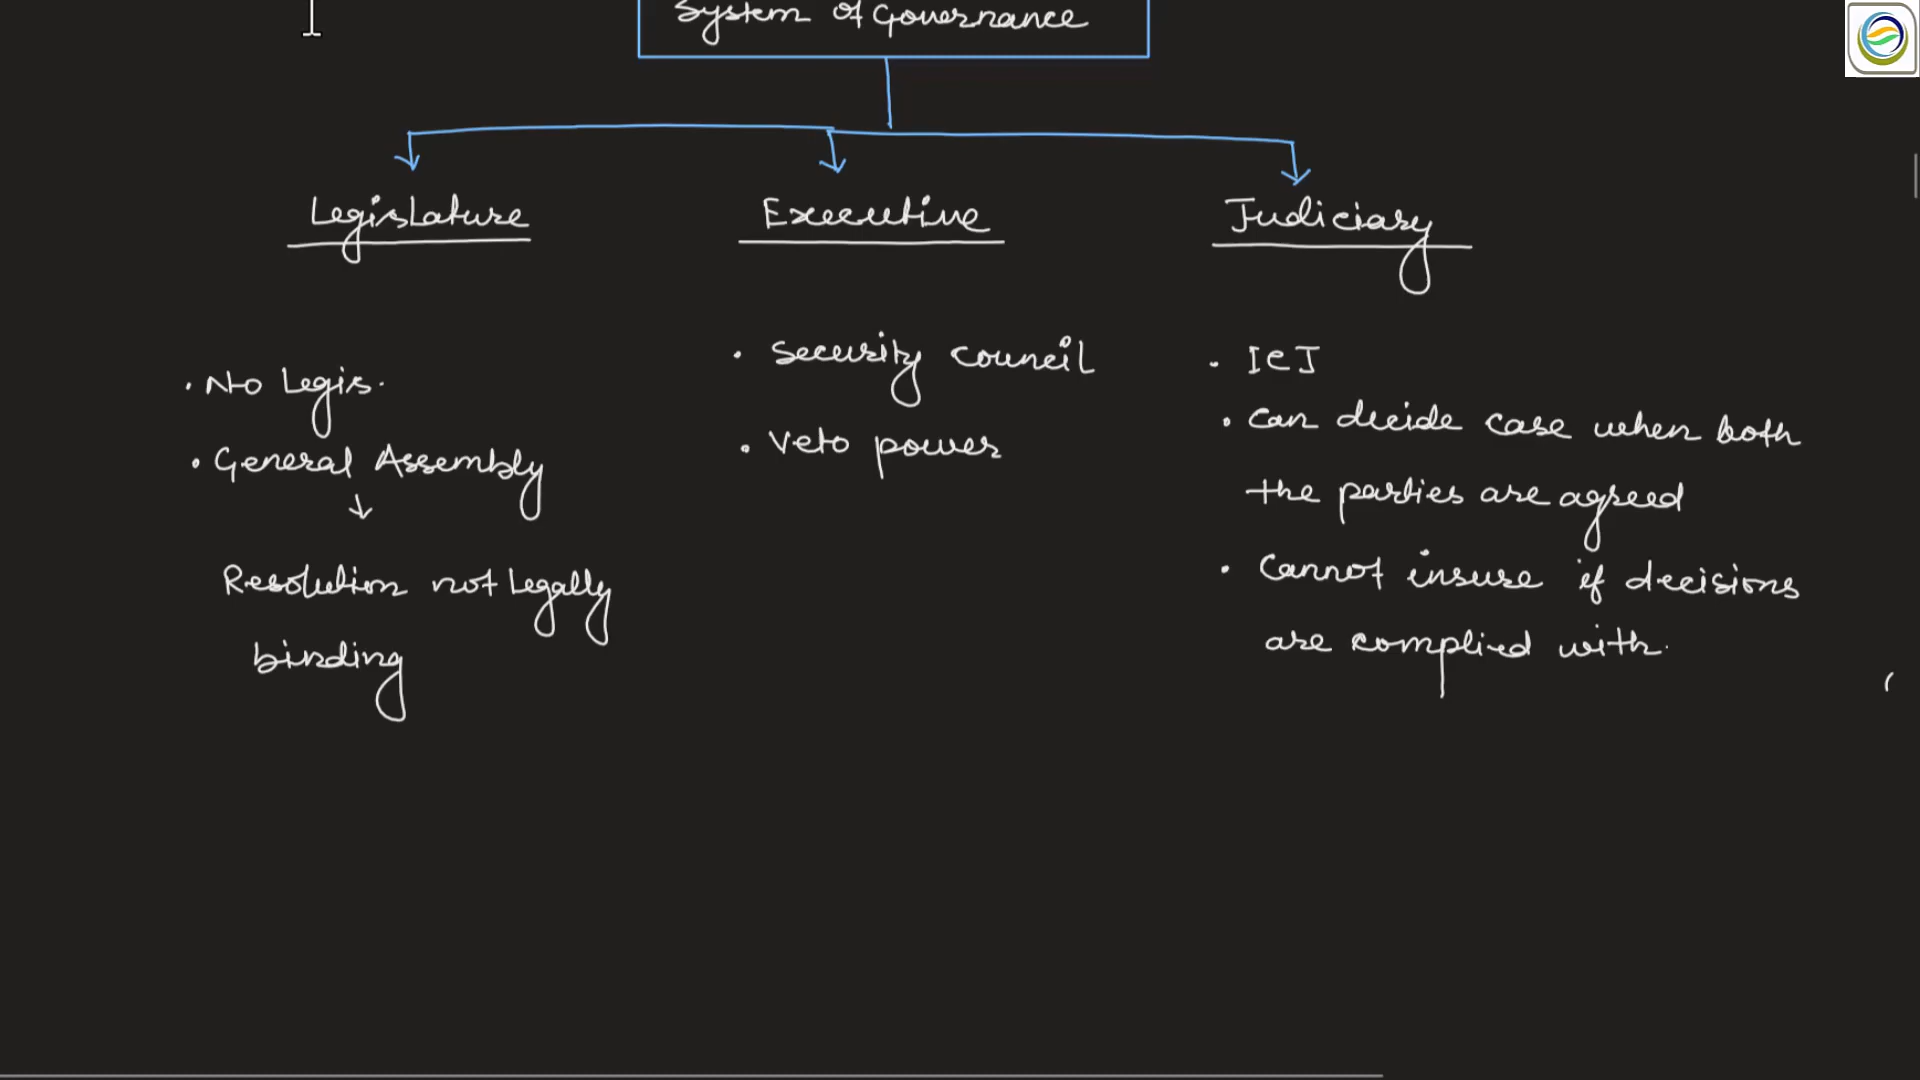 System of Governance
Legislature
Executive
Judiciary
• No Legis.
• General Assembly
↓
Resolution not Legally
binding
• Security council
• Veto power
• ICJ
• can decide case when both
the parties are agreed
• cannot insure if decisions
are complied with.